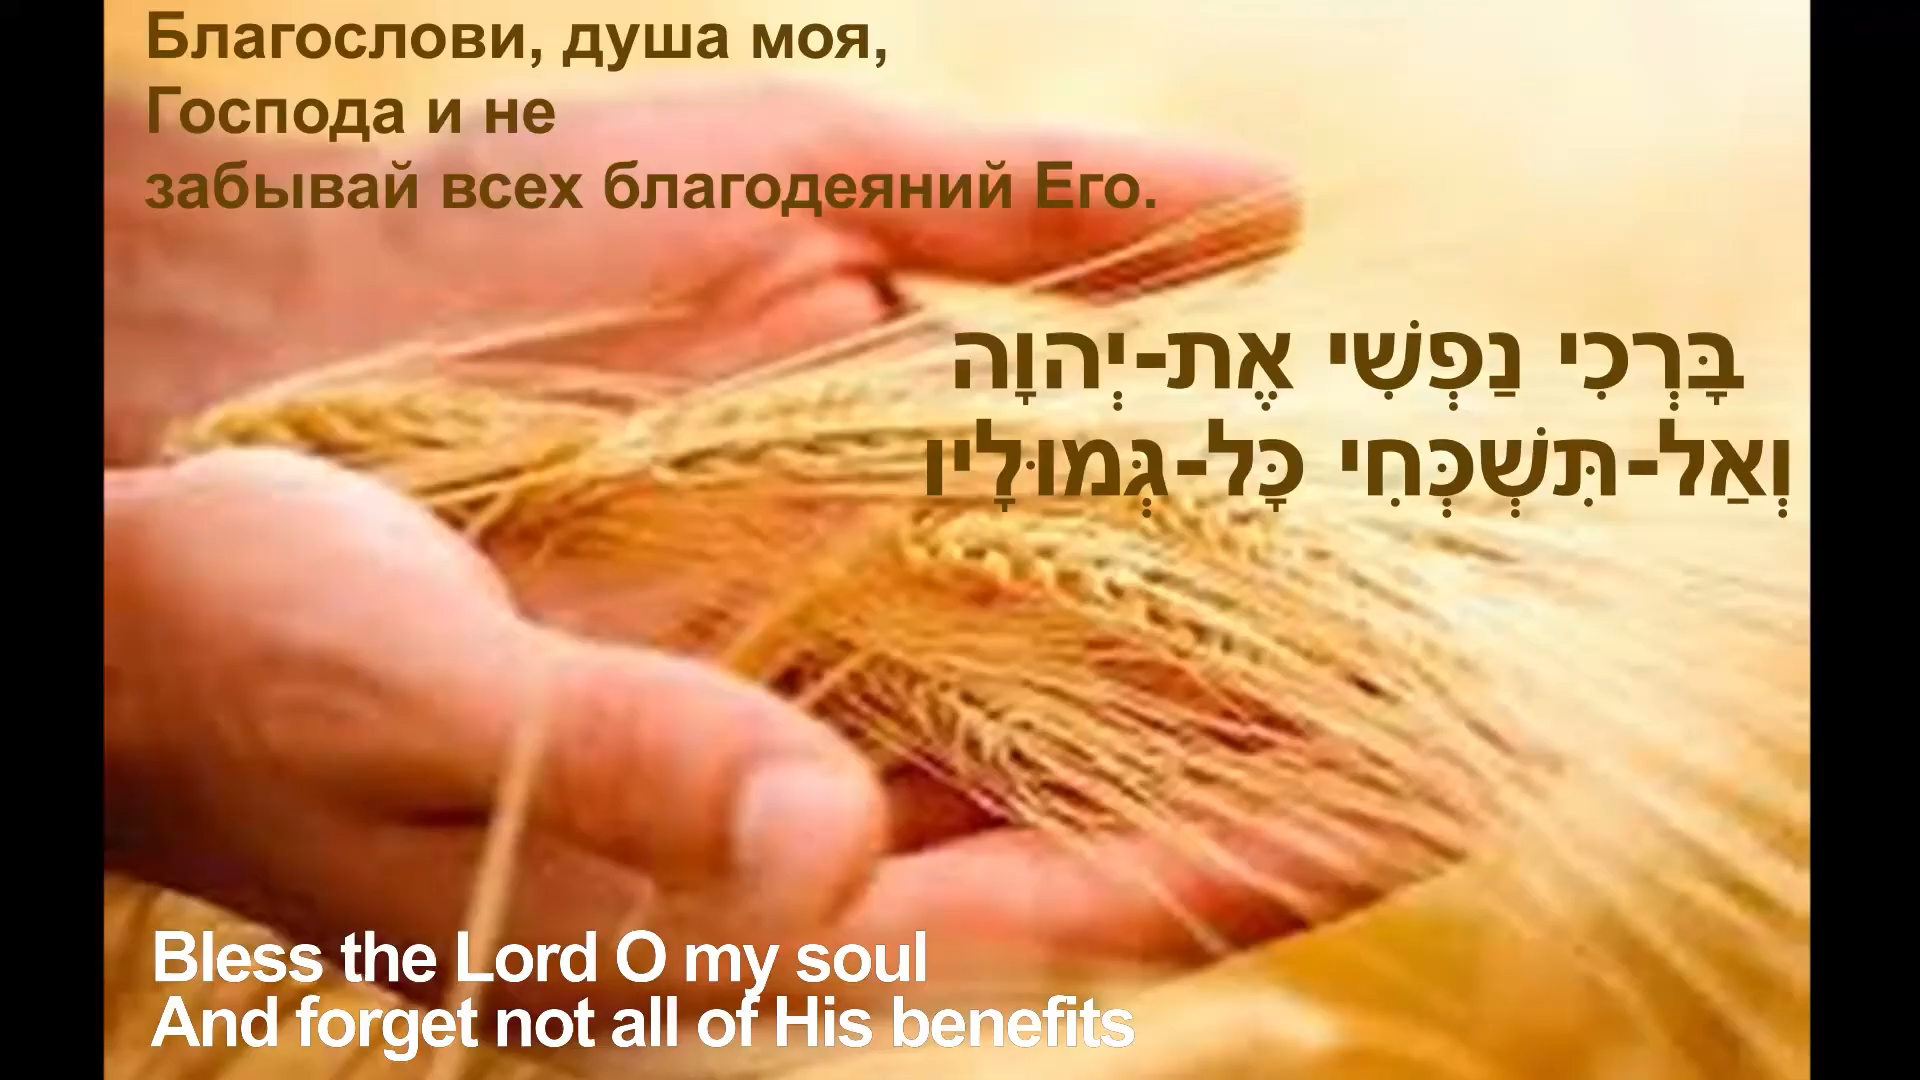 Благослови, душа моя,
Господа и не
забывай всех благодеяний Его.
בָּרְכִי נַפְשִׁי אֶת-יְהוָה
וְאַל-תִּשְׁכְּחִי כָּל-גְּמוּלָיו
Bless the Lord O my soul
And forget not all of His benefits